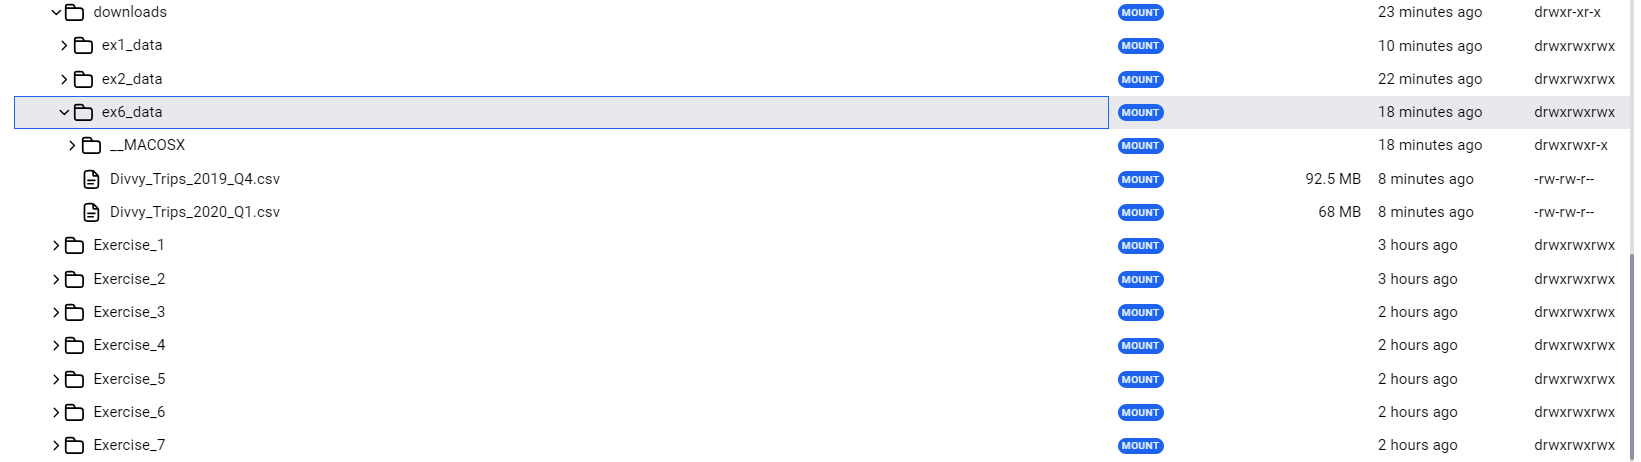 downloads MOUNT 23 minutes ago drwxr-xr-x
ex1_data MOUNT 10 minutes ago drwxrwxrwx
ex2_data MOUNT 22 minutes ago drwxrwxrwx
ex6_data MOUNT 18 minutes ago drwxrwxrwx
__MACOSX MOUNT 18 minutes ago drwxrwxr-x
Divvy_Trips_2019_Q4.csv MOUNT 92.5 MB 8 minutes ago -rw-rw-r--
Divvy_Trips_2020_Q1.csv MOUNT 68 MB 8 minutes ago -rw-rw-r--
Exercise_1 MOUNT 3 hours ago drwxrwxrwx
Exercise_2 MOUNT 3 hours ago drwxrwxrwx
Exercise_3 MOUNT 2 hours ago drwxrwxrwx
Exercise_4 MOUNT 2 hours ago drwxrwxrwx
Exercise_5 MOUNT 2 hours ago drwxrwxrwx
Exercise_6 MOUNT 2 hours ago drwxrwxrwx
Exercise_7 MOUNT 2 hours ago drwxrwxrwx